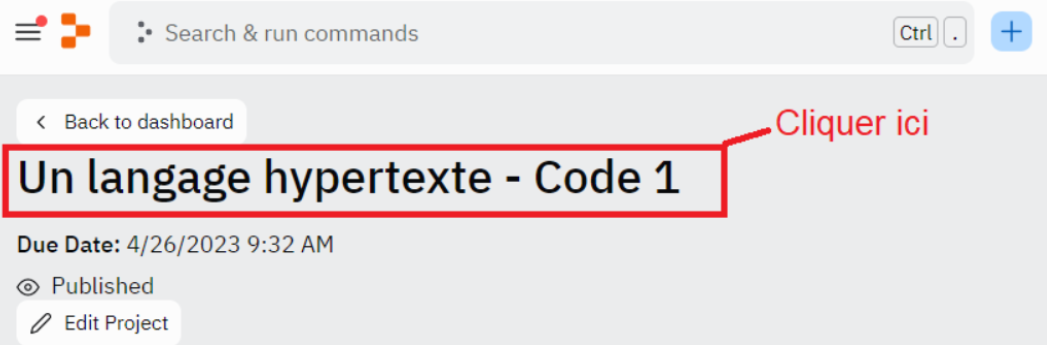 Search & run commands Ctrl . +
Back to dashboard
Cliquer ici
Un langage hypertexte - Code 1
Due Date: 4/26/2023 9:32 AM
Published
Edit Project